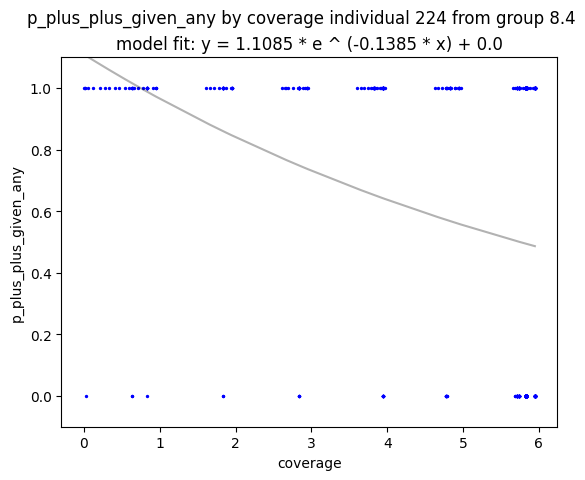 p_plus_plus_given_any by coverage individual 224 from group 8.4
model fit: y = 1.1085 * e ^ (-0.1385 * x) + 0.0
1.0
0.8
0.6
0.4
0.2
0.0
p_plus_plus_given_any
0 1 2 3 4 5 6
coverage